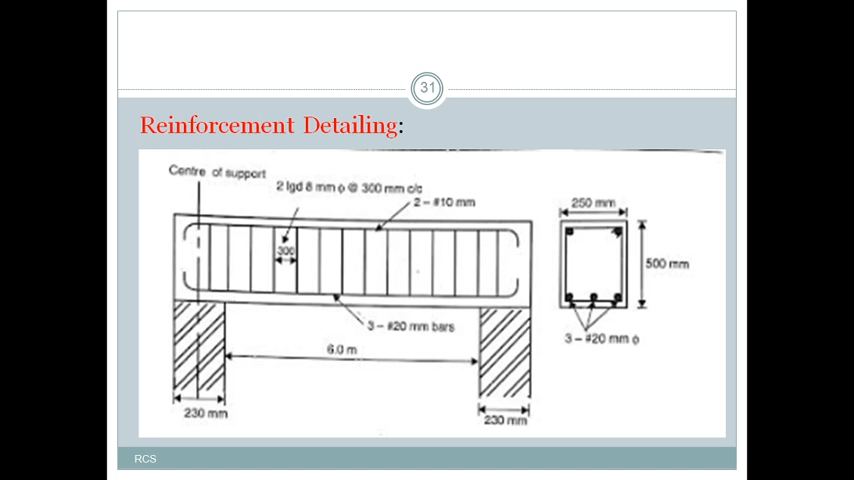 31
Reinforcement Detailing:
Centre of support
2 lgd 8 mm ϕ @ 300 mm c/c
2 – #10 mm
300
250 mm
500 mm
3 – #20 mm bars
3 – #20 mm ϕ
6.0 m
230 mm
230 mm
RCS